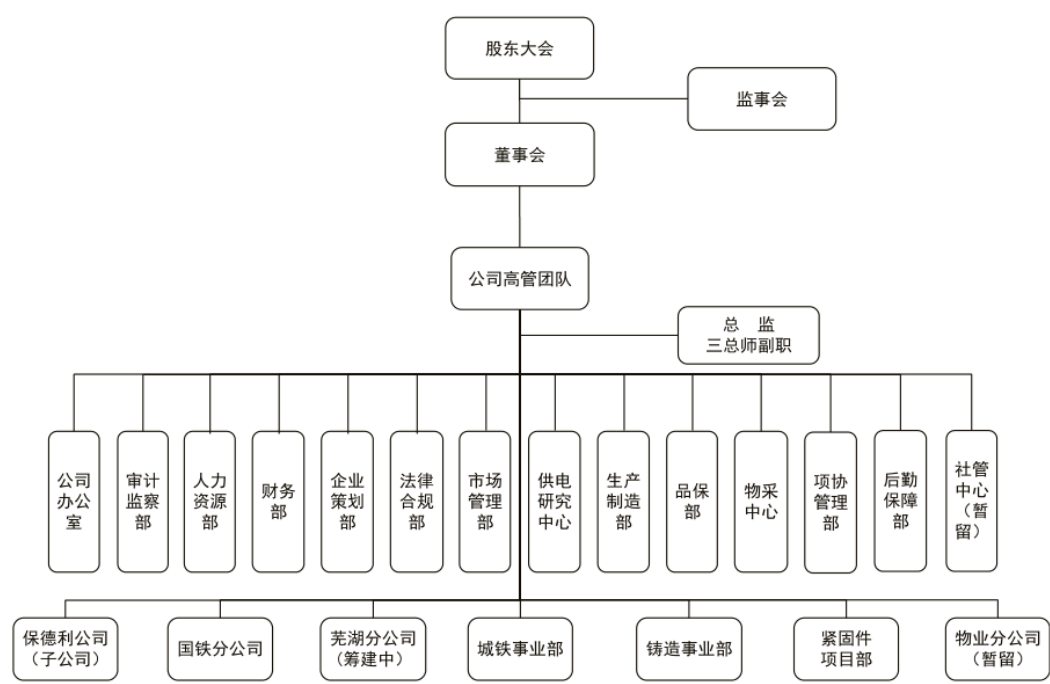 股东大会
监事会
董事会
公司高管团队
总 监
三总师副职
公司
办公
室
审计
监察
部
人力
资源
部
财务
部
企业
策划
部
法律
合规
部
市场
管理
部
供电
研究
中心
生产
制造
部
品保
部
物采
中心
项协
管理
部
后勤
保障
部
社管
中心
（暂
留）
保德利公司
（子公司）
国铁分公司
芜湖分公司
（筹建中）
城铁事业部
铸造事业部
紧固件
项目部
物业分公司
（暂留）